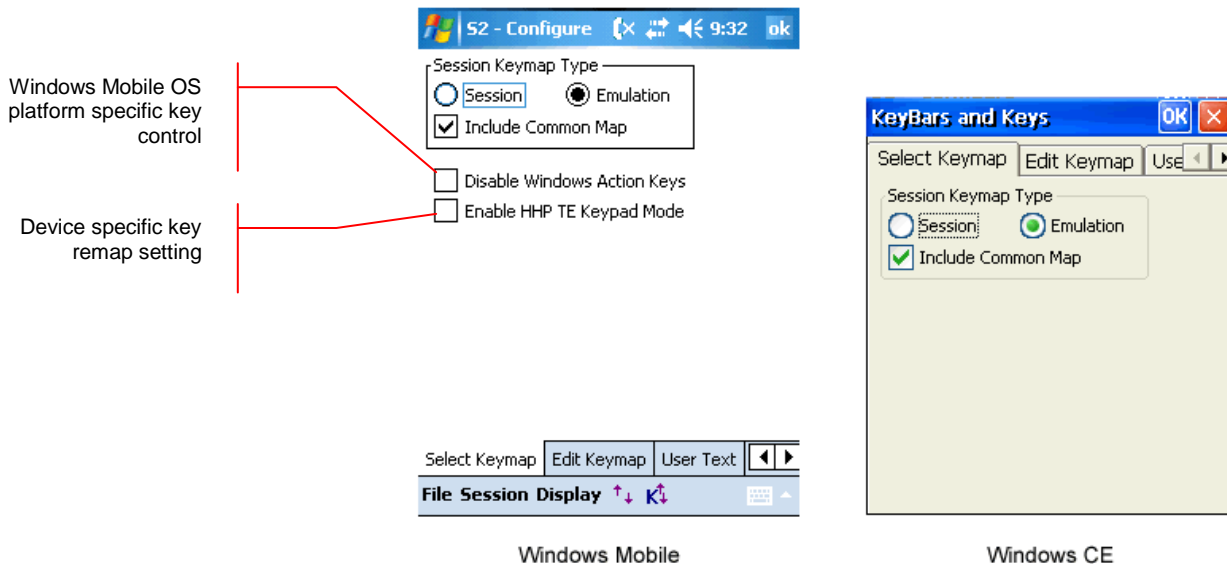 Windows Mobile OS
platform specific key
control
Device specific key
remap setting
S2 - Configure 9:32 ok
Session Keymap Type
Session Emulation
Include Common Map
Disable Windows Action Keys
Enable HHP TE Keypad Mode
Select Keymap Edit Keymap User Text
File Session Display K
Windows Mobile
KeyBars and Keys OK
Select Keymap Edit Keymap Use
Session Keymap Type
Session Emulation
Include Common Map
Windows CE